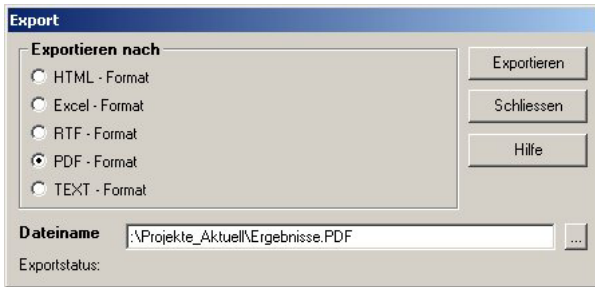 Export
Exportieren nach
HTML - Format
Excel - Format
RTF - Format
PDF - Format
TEXT - Format
Exportieren
Schliessen
Hilfe
Dateiname :\Projekte_Aktuell\Ergebnisse.PDF ...
Exportstatus: